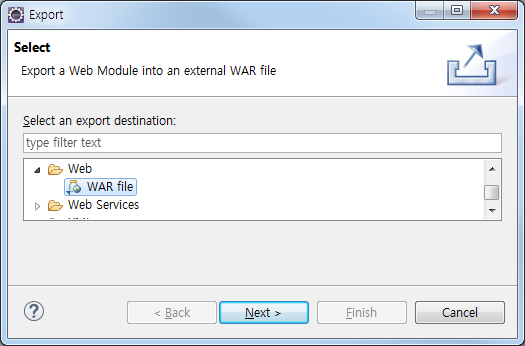 Export
Select
Export a Web Module into an external WAR file
Select an export destination:
type filter text
Web
WAR file
Web Services
< Back
Next >
Finish
Cancel